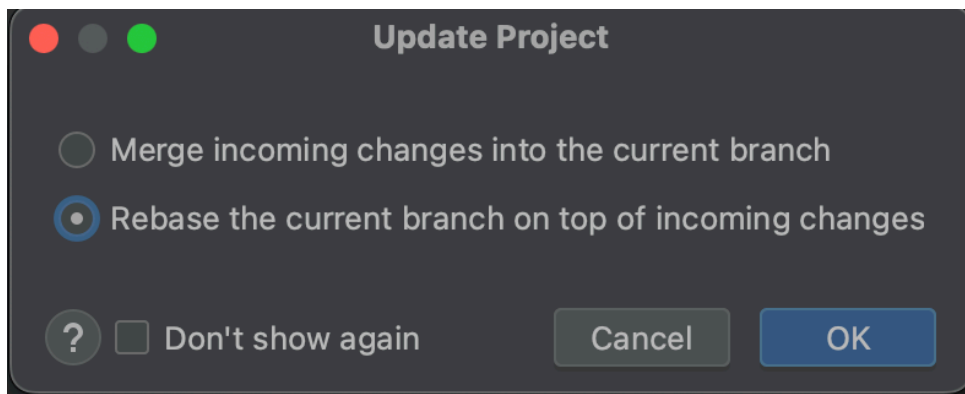 Update Project
Merge incoming changes into the current branch
Rebase the current branch on top of incoming changes
? Don't show again Cancel OK